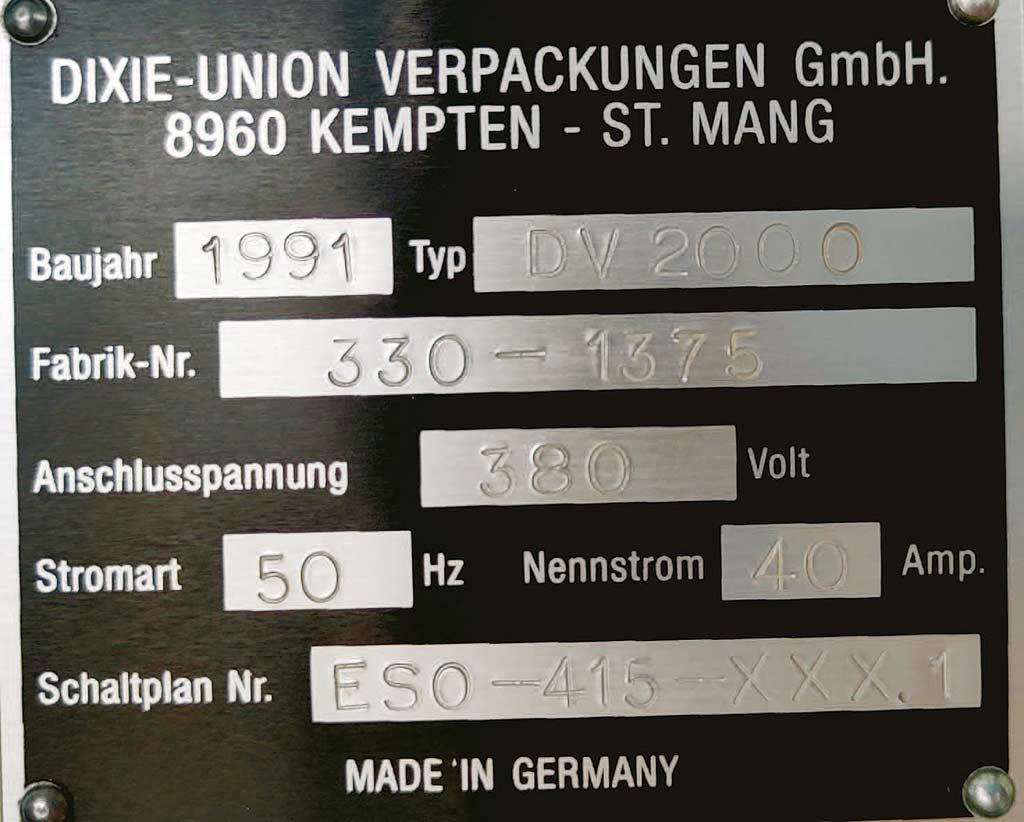 DIXIE-UNION VERPACKUNGEN GmbH.
8960 KEMPTEN - ST. MANG
Baujahr 1991 Typ DV 2000
Fabrik-Nr. 330-1375
Anschlusspannung 380 Volt
Stromart 50 Hz Nennstrom 40 Amp.
Schaltplan Nr. ESO-415-XXX.1
MADE IN GERMANY